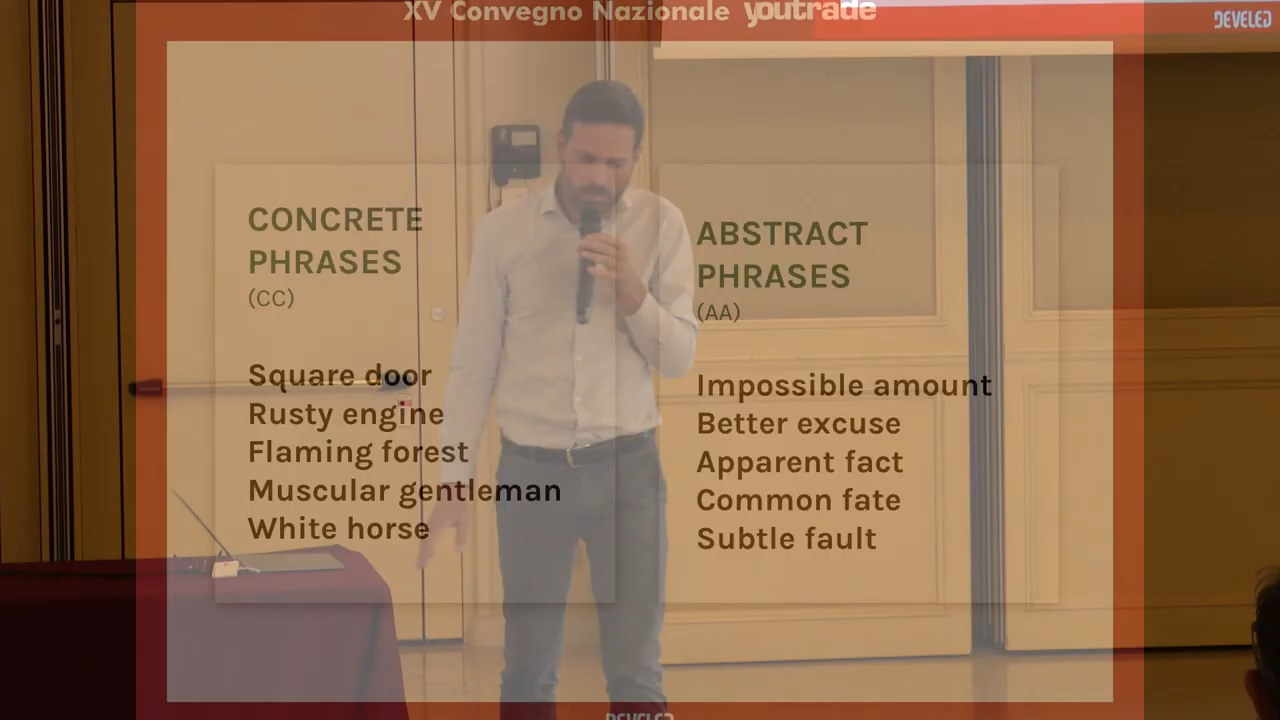 XV Convegno Nazionale youtrade
DEVELED
CONCRETE
PHRASES
(CC)
Square door
Rusty engine
Flaming forest
Muscular gentleman
White horse
ABSTRACT
PHRASES
(AA)
Impossible amount
Better excuse
Apparent fact
Common fate
Subtle fault
DEVELED